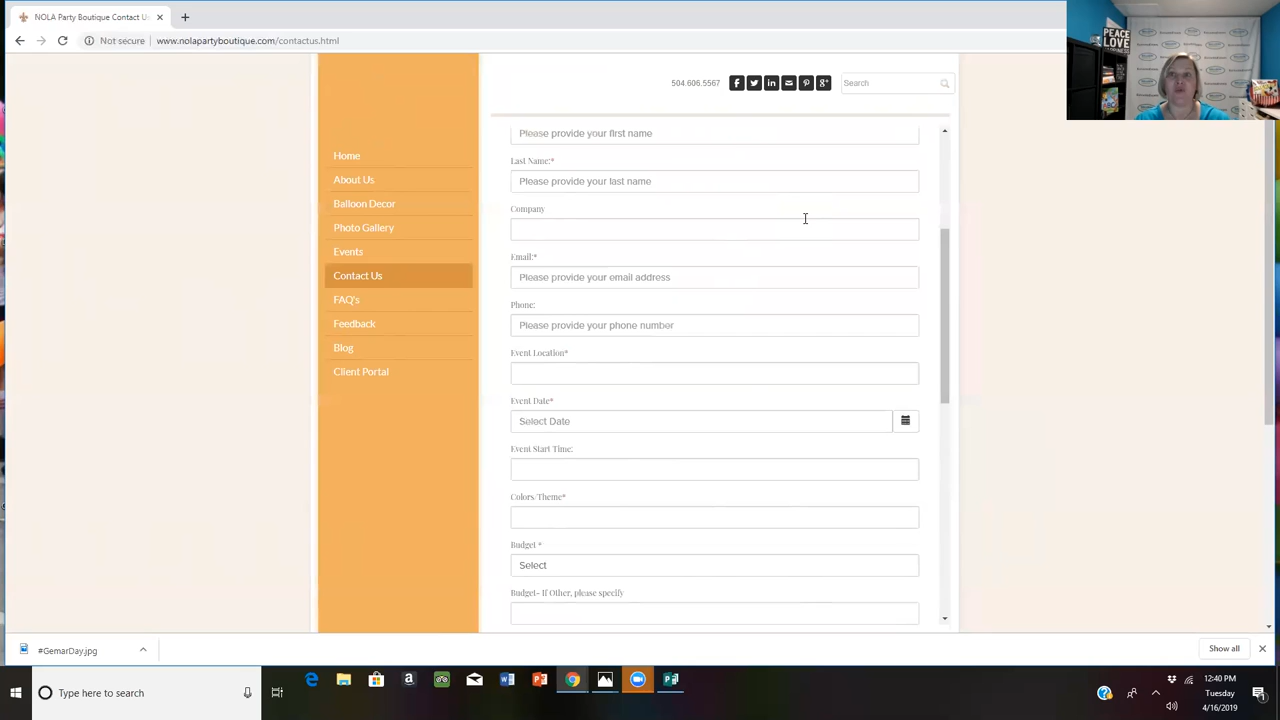 NOLA Party Boutique Contact Us
Not secure www.nolapartyboutique.com/contactus.html
PEACE
LOVE
504.606.5567
Search
Home
About Us
Balloon Decor
Photo Gallery
Events
Contact Us
FAQ's
Feedback
Blog
Client Portal
Please provide your first name
Last Name:*
Please provide your last name
Company
Email:*
Please provide your email address
Phone:
Please provide your phone number
Event Location*
Event Date*
Select Date
Event Start Time:
Colors/Theme*
Budget *
Select
Budget- If Other, please specify
#GemarDay.jpg
Show all
Type here to search
12:40 PM
Tuesday
4/16/2019